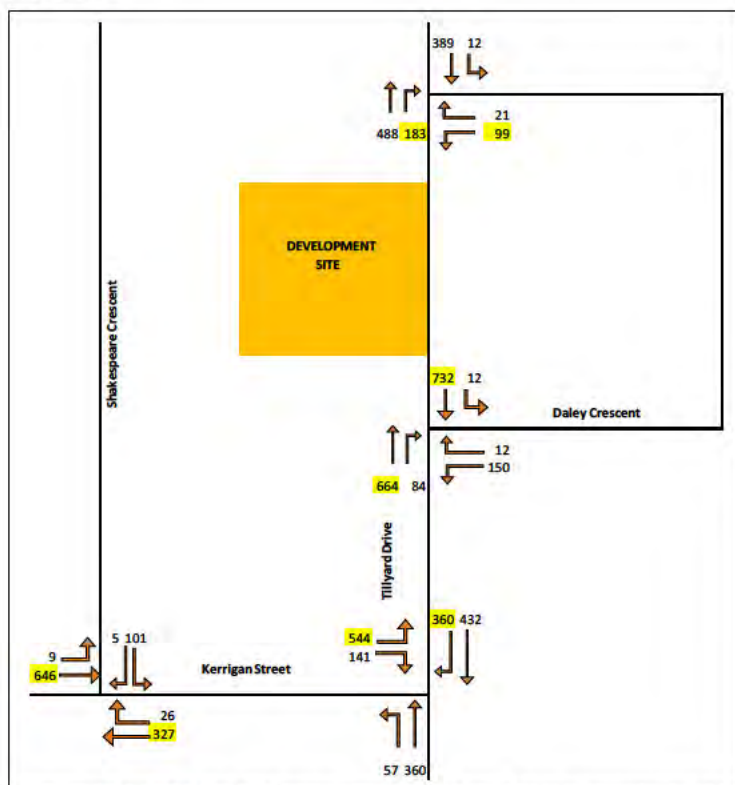 389 12
488 183
21
99
DEVELOPMENT
SITE
Shakespeare Crescent
732 12
Daley Crescent
12
150
664 84
Tillyard Drive
544
141
360 432
5 101
9
646
Kerrigan Street
26
327
57 360